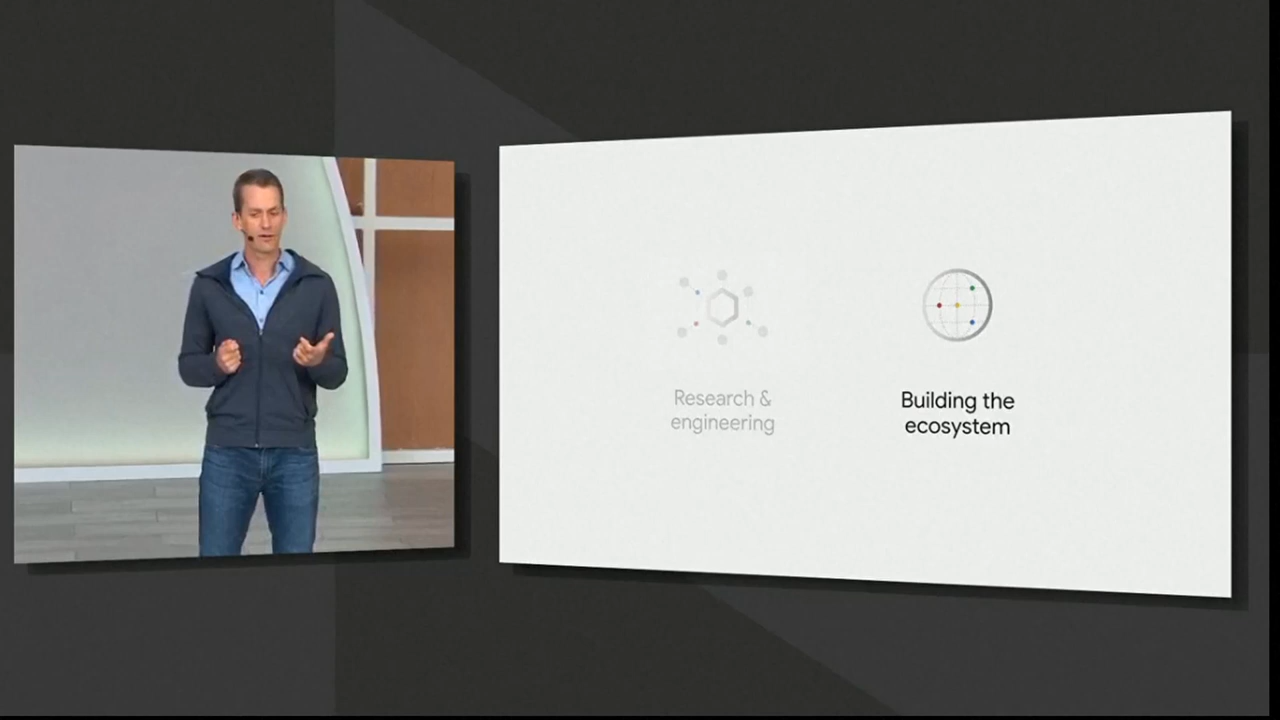 Research &
engineering
Building the
ecosystem